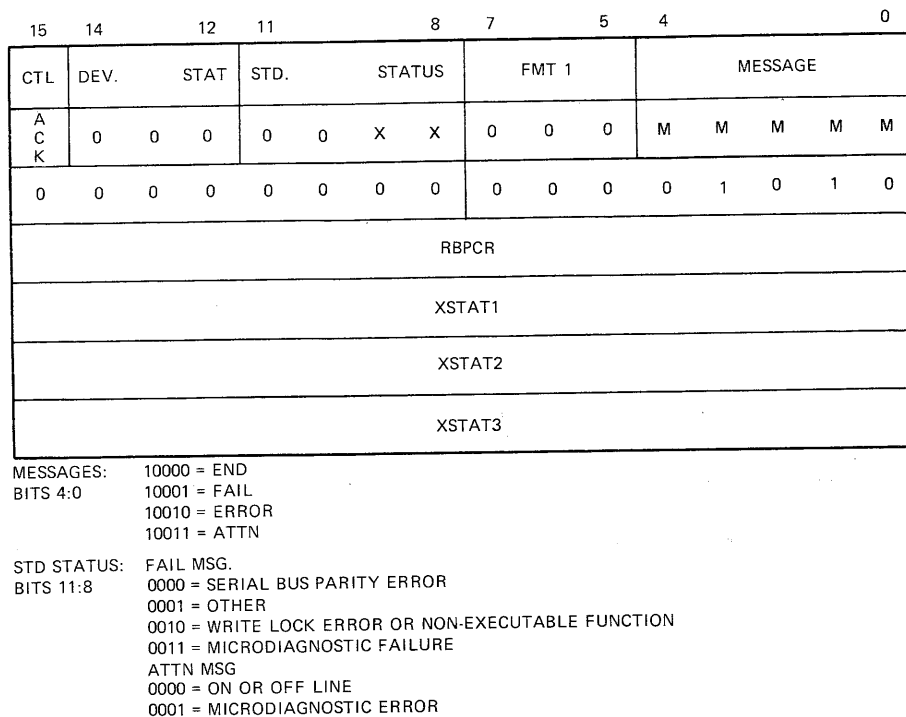 15 14 12 11 8 7 5 4 0
CTL DEV. STAT STD. STATUS FMT 1 MESSAGE
ACK 0 0 0 0 0 X X 0 0 0 M M M M M
0 0 0 0 0 0 0 0 0 0 0 0 1 0 1 0
RBPCR
XSTAT1
XSTAT2
XSTAT3
MESSAGES: 10000 = END
BITS 4:0 10001 = FAIL
10010 = ERROR
10011 = ATTN
STD STATUS: FAIL MSG.
BITS 11:8 0000 = SERIAL BUS PARITY ERROR
0001 = OTHER
0010 = WRITE LOCK ERROR OR NON-EXECUTABLE FUNCTION
0011 = MICRODIAGNOSTIC FAILURE
ATTN MSG
0000 = ON OR OFF LINE
0001 = MICRODIAGNOSTIC ERROR